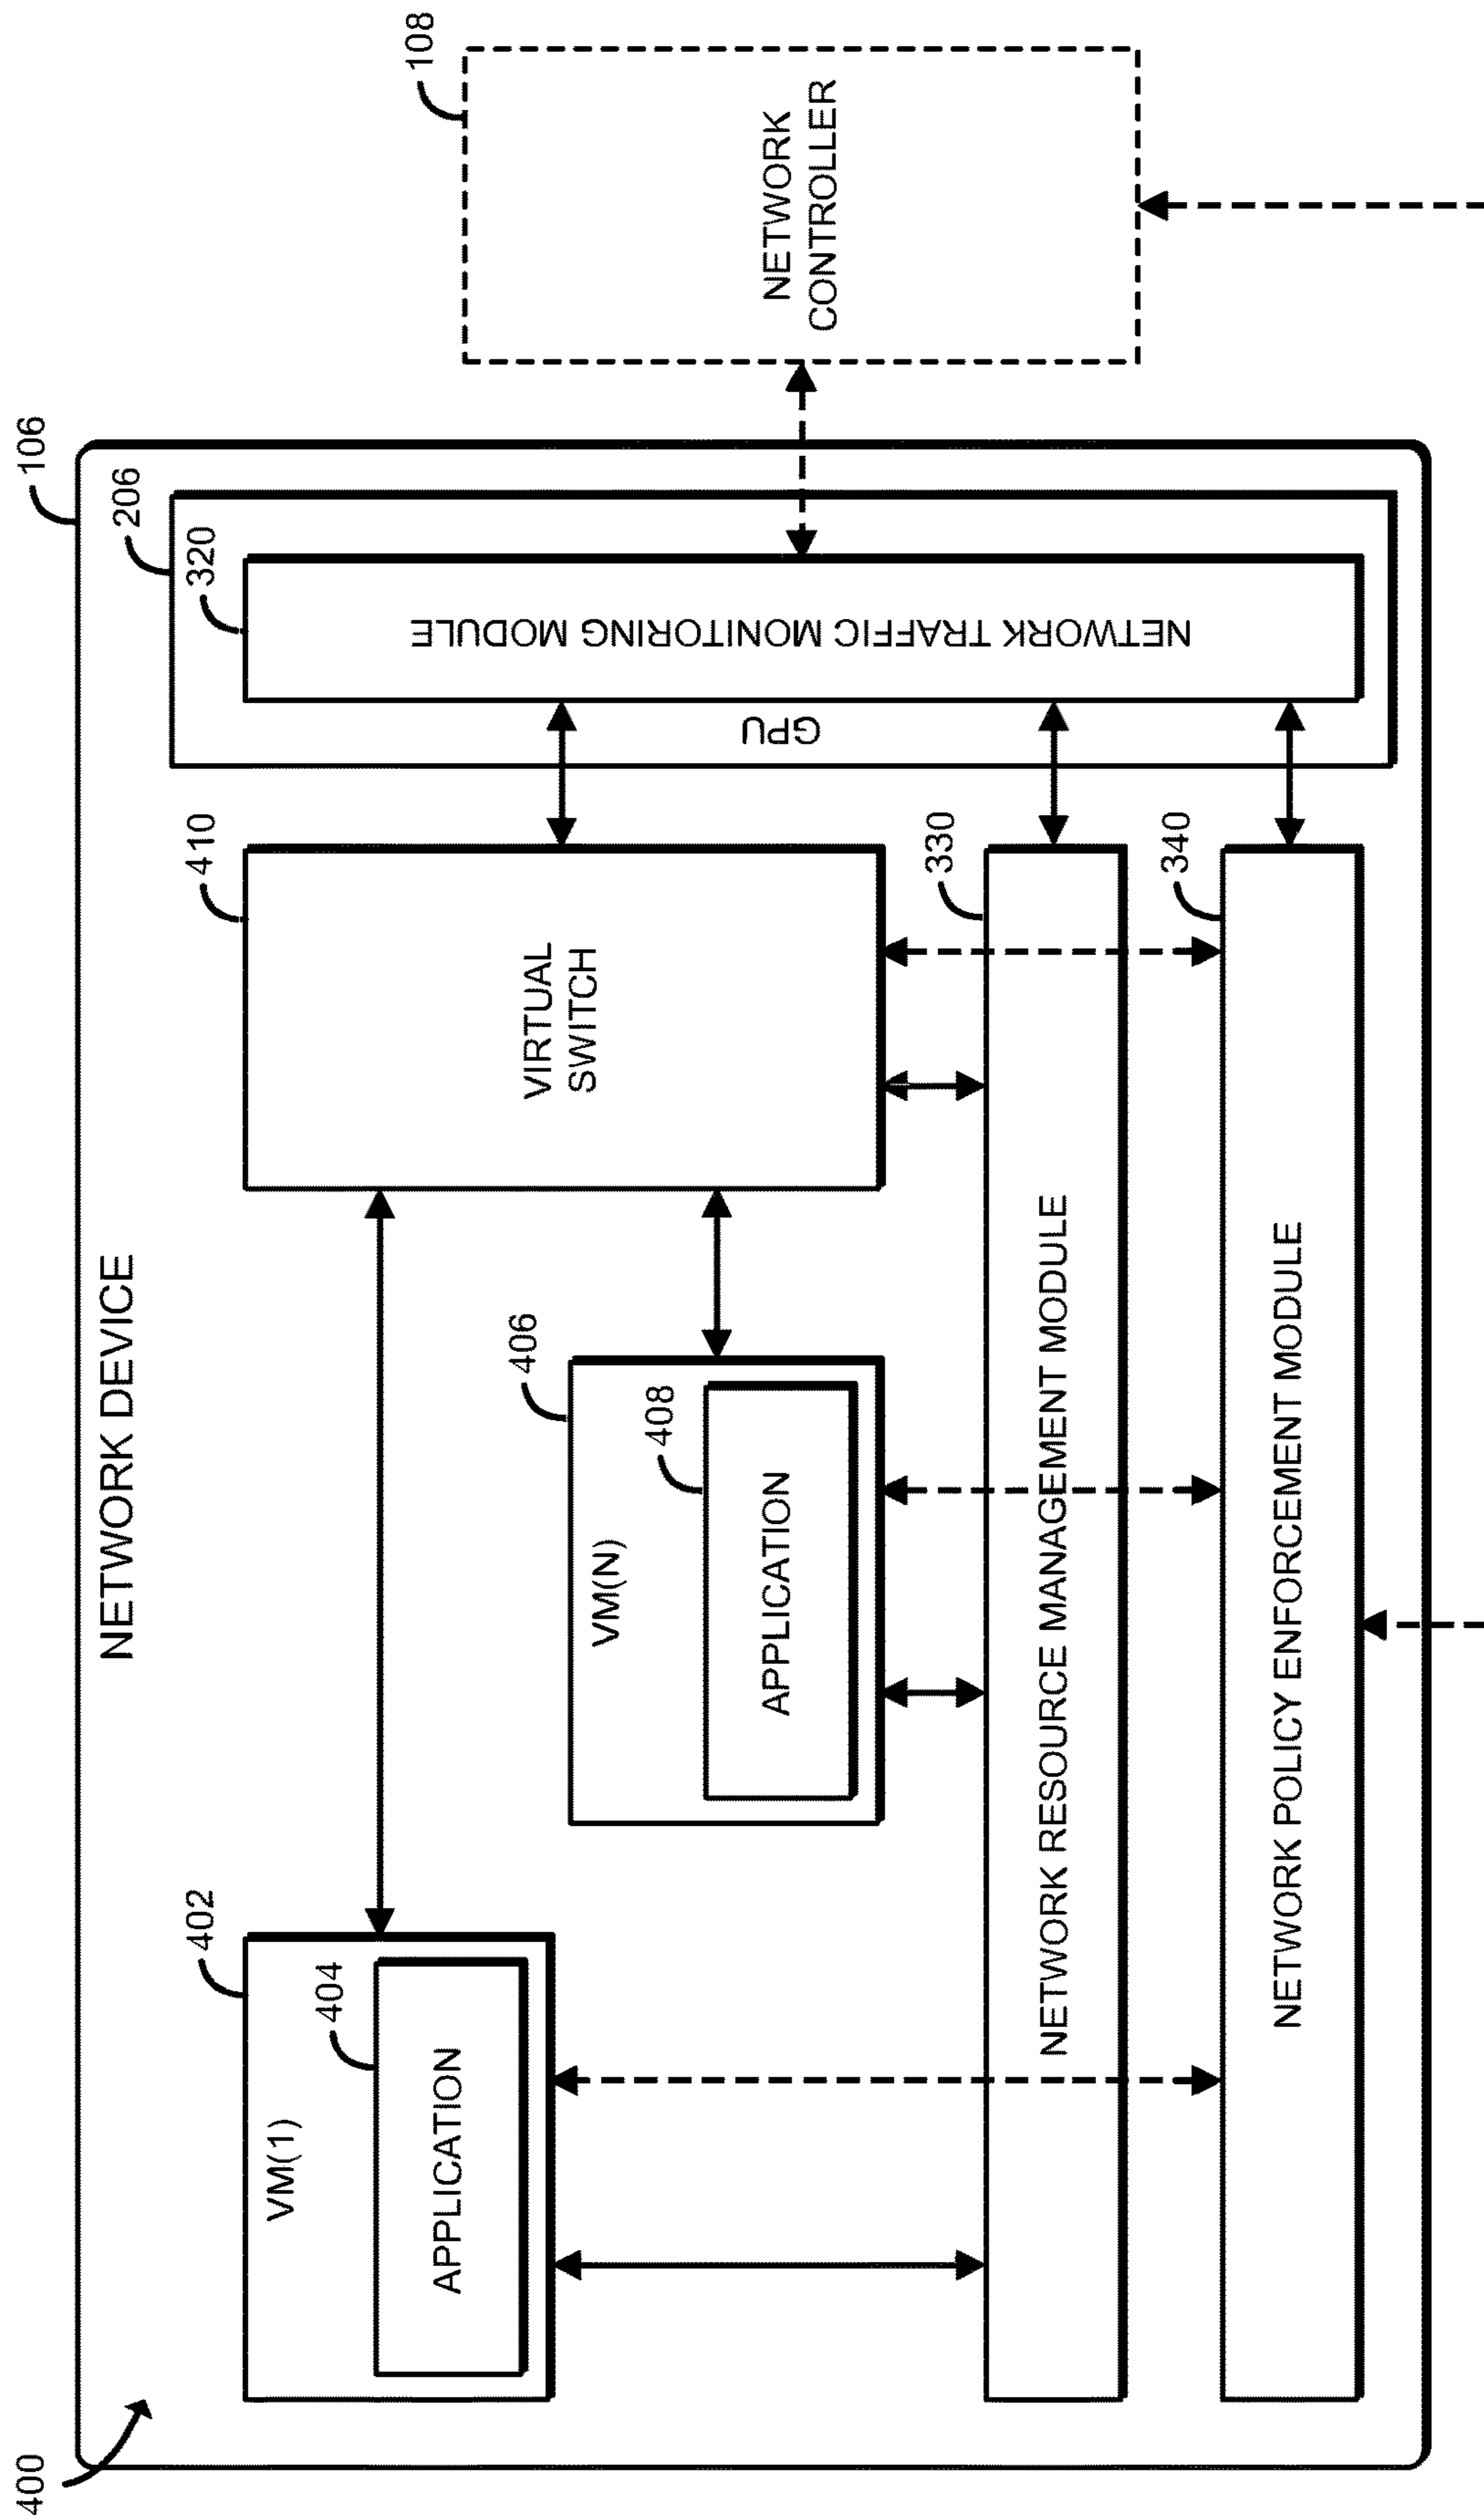 400
NETWORK DEVICE
106
402
VM(1)
404
APPLICATION
406
VM(N)
408
APPLICATION
410
VIRTUAL
SWITCH
206
320
GPU
NETWORK TRAFFIC MONITORING MODULE
108
NETWORK
CONTROLLER
330
NETWORK RESOURCE MANAGEMENT MODULE
340
NETWORK POLICY ENFORCEMENT MODULE